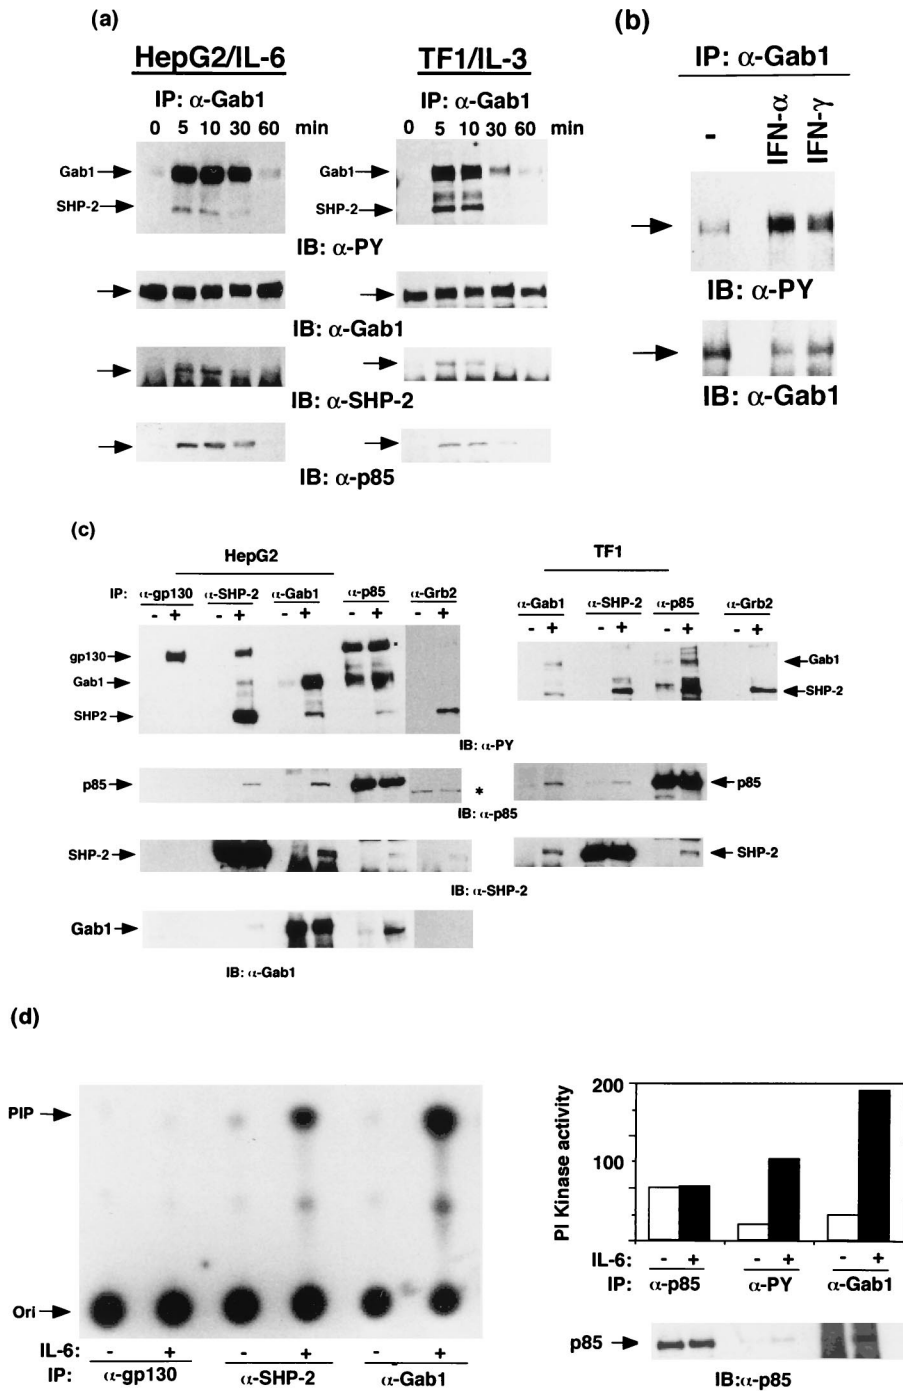 (a)
HepG2/IL-6
IP: α-Gab1
0 5 10 30 60 min
Gab1
SHP-2
TF1/IL-3
IP: α-Gab1
0 5 10 30 60
Gab1
SHP-2
IB: α-PY
IB: α-Gab1
IB: α-SHP-2
IB: α-p85
(b)
IP: α-Gab1
- IFN-α IFN-γ
IB: α-PY
IB: α-Gab1
(c)
HepG2
IP: α-gp130 α-SHP-2 α-Gab1 α-p85 α-Grb2
- + - + - + - + - +
gp130
Gab1
SHP2
IB: α-PY
p85
*
IB: α-p85
SHP-2
IB: α-SHP-2
Gab1
IB: α-Gab1
TF1
α-Gab1 α-SHP-2 α-p85 α-Grb2
- + - + - + - +
Gab1
SHP-2
p85
SHP-2
(d)
PIP
Ori
IL-6: - + - + - +
IP: α-gp130 α-SHP-2 α-Gab1
PI Kinase activity
200
100
0
IL-6: - + - + - +
IP: α-p85 α-PY α-Gab1
p85
IB:α-p85